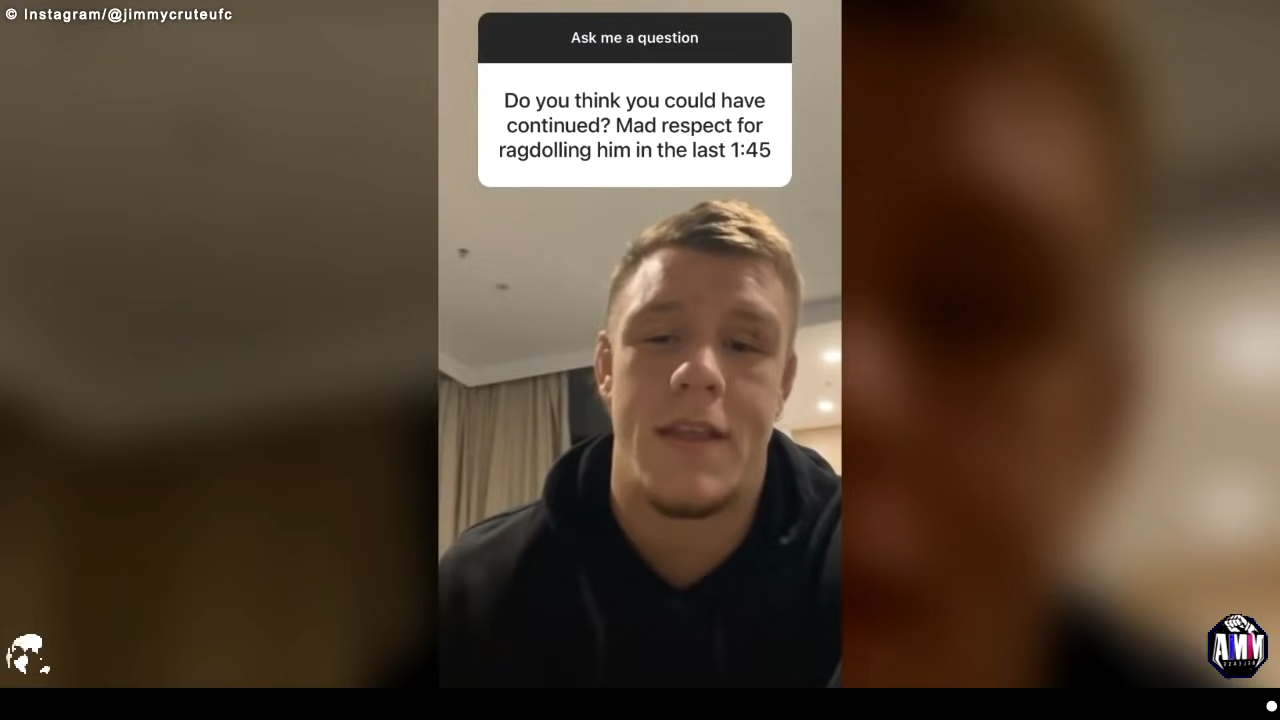 © Instagram/@jimmycruteufc
Ask me a question
Do you think you could have
continued? Mad respect for
ragdolling him in the last 1:45
AMM